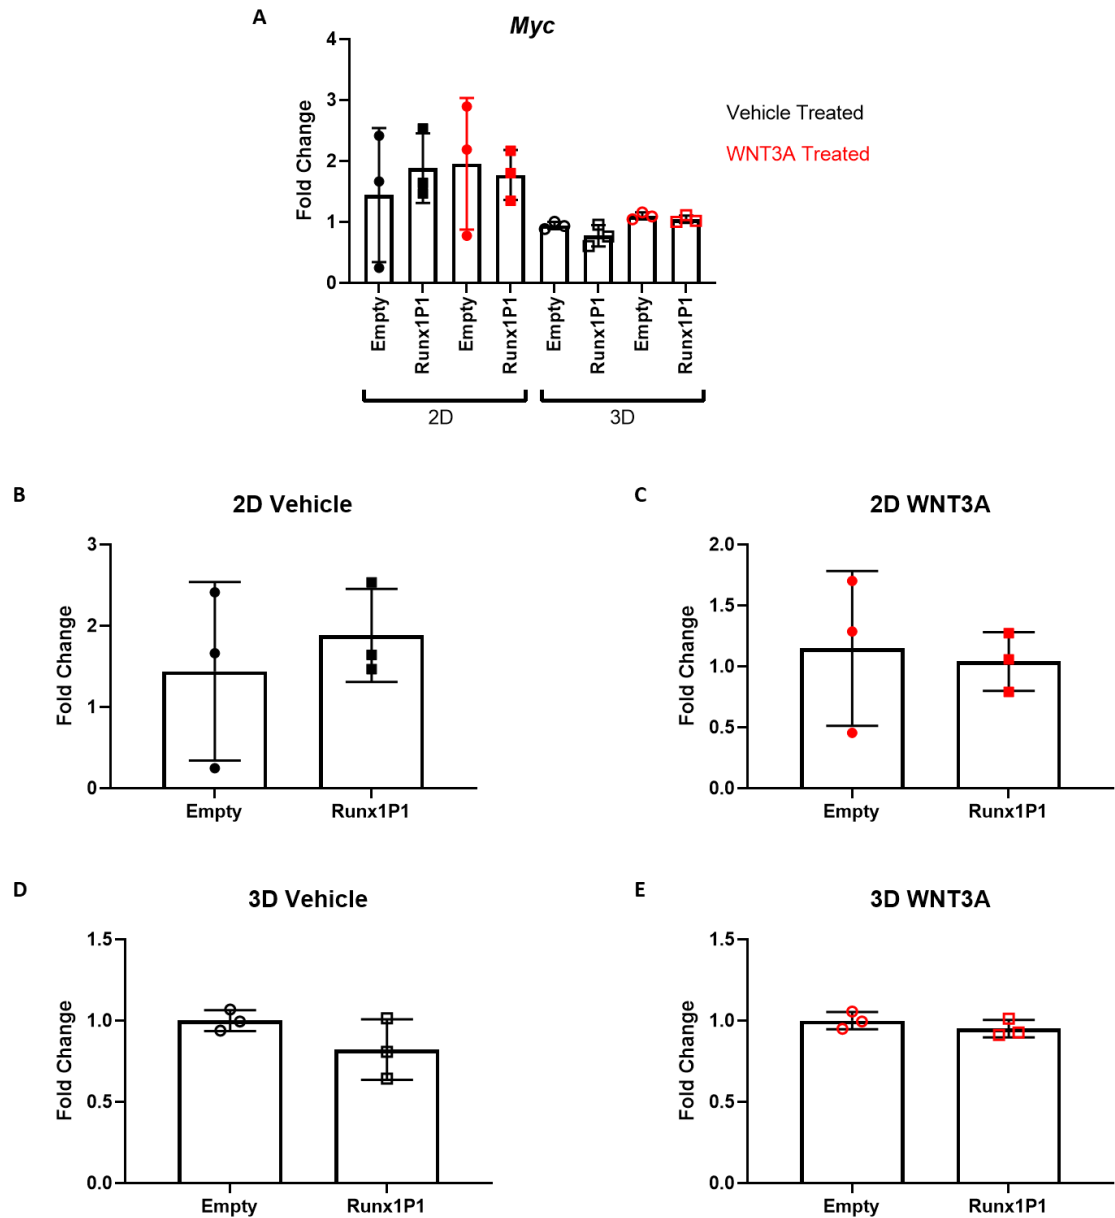 A
Myc
4
3
2
1
0
Fold Change
Vehicle Treated
WNT3A Treated
Empty
Runx1P1
Empty
Runx1P1
Empty
Runx1P1
Empty
Runx1P1
2D
3D
B
2D Vehicle
3
2
1
0
Fold Change
Empty
Runx1P1
C
2D WNT3A
2.0
1.5
1.0
0.5
0.0
Fold Change
Empty
Runx1P1
D
3D Vehicle
1.5
1.0
0.5
0.0
Fold Change
Empty
Runx1P1
E
3D WNT3A
1.5
1.0
0.5
0.0
Fold Change
Empty
Runx1P1